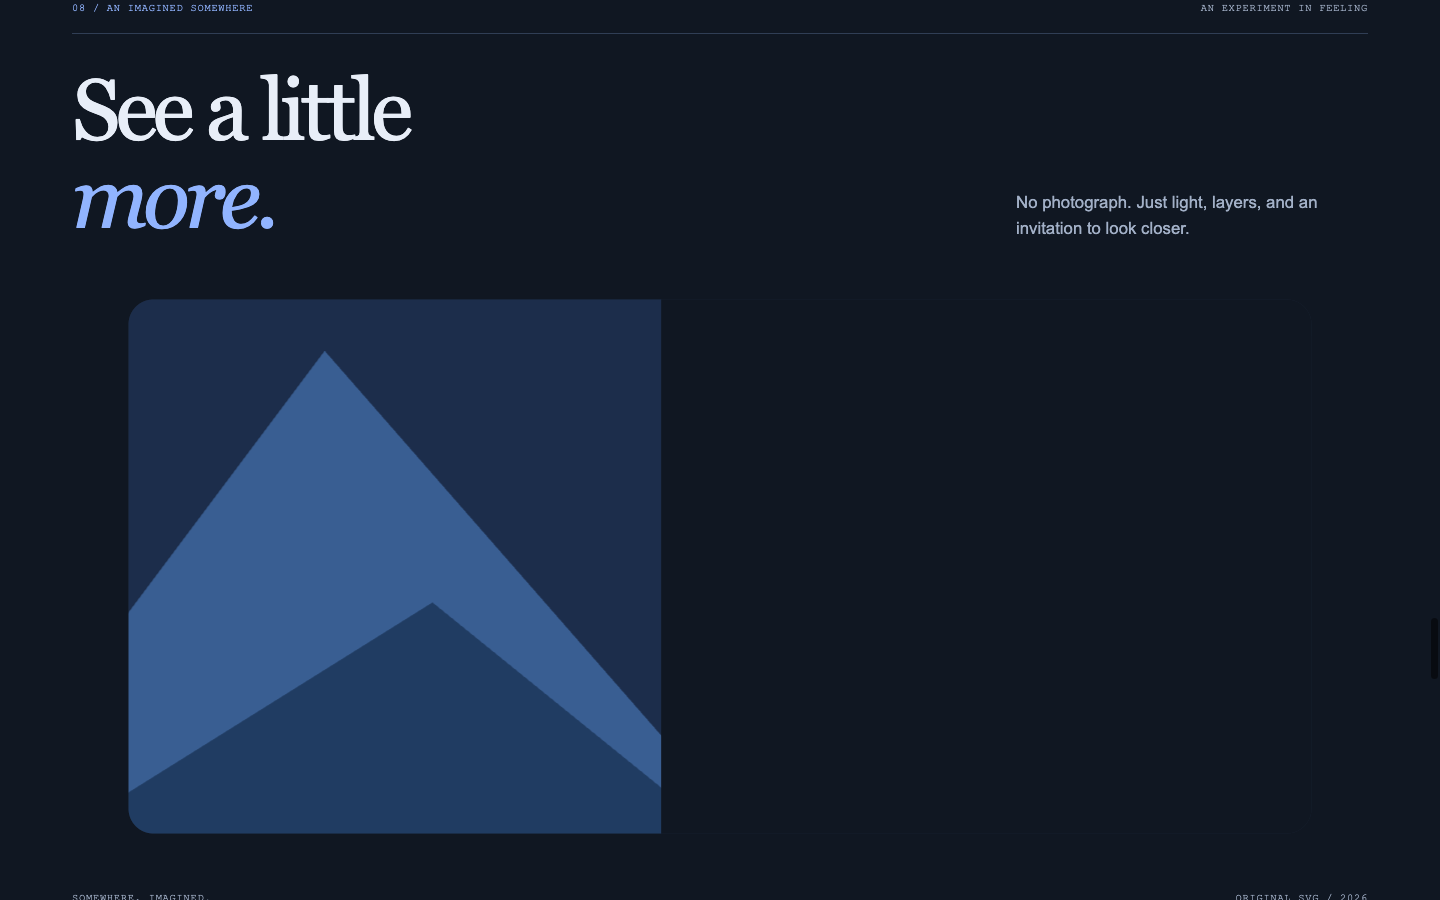 08 / AN IMAGINED SOMEWHERE
AN EXPERIMENT IN FEELING
See a little
more.
No photograph. Just light, layers, and an
invitation to look closer.
SOMEWHERE, IMAGINED.
ORIGINAL SVG / 2026